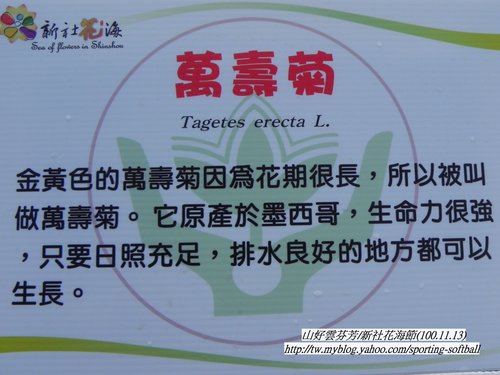 新社花海
Sea of flowers in Shinshou
萬壽菊
Tagetes erecta L.
金黃色的萬壽菊因為花期很長，所以被叫
做萬壽菊。它原產於墨西哥，生命力很強
，只要日照充足，排水良好的地方都可以
生長。
山好雲芬芳/新社花海節(100.11.13)
http://tw.myblog.yahoo.com/sporting-softball